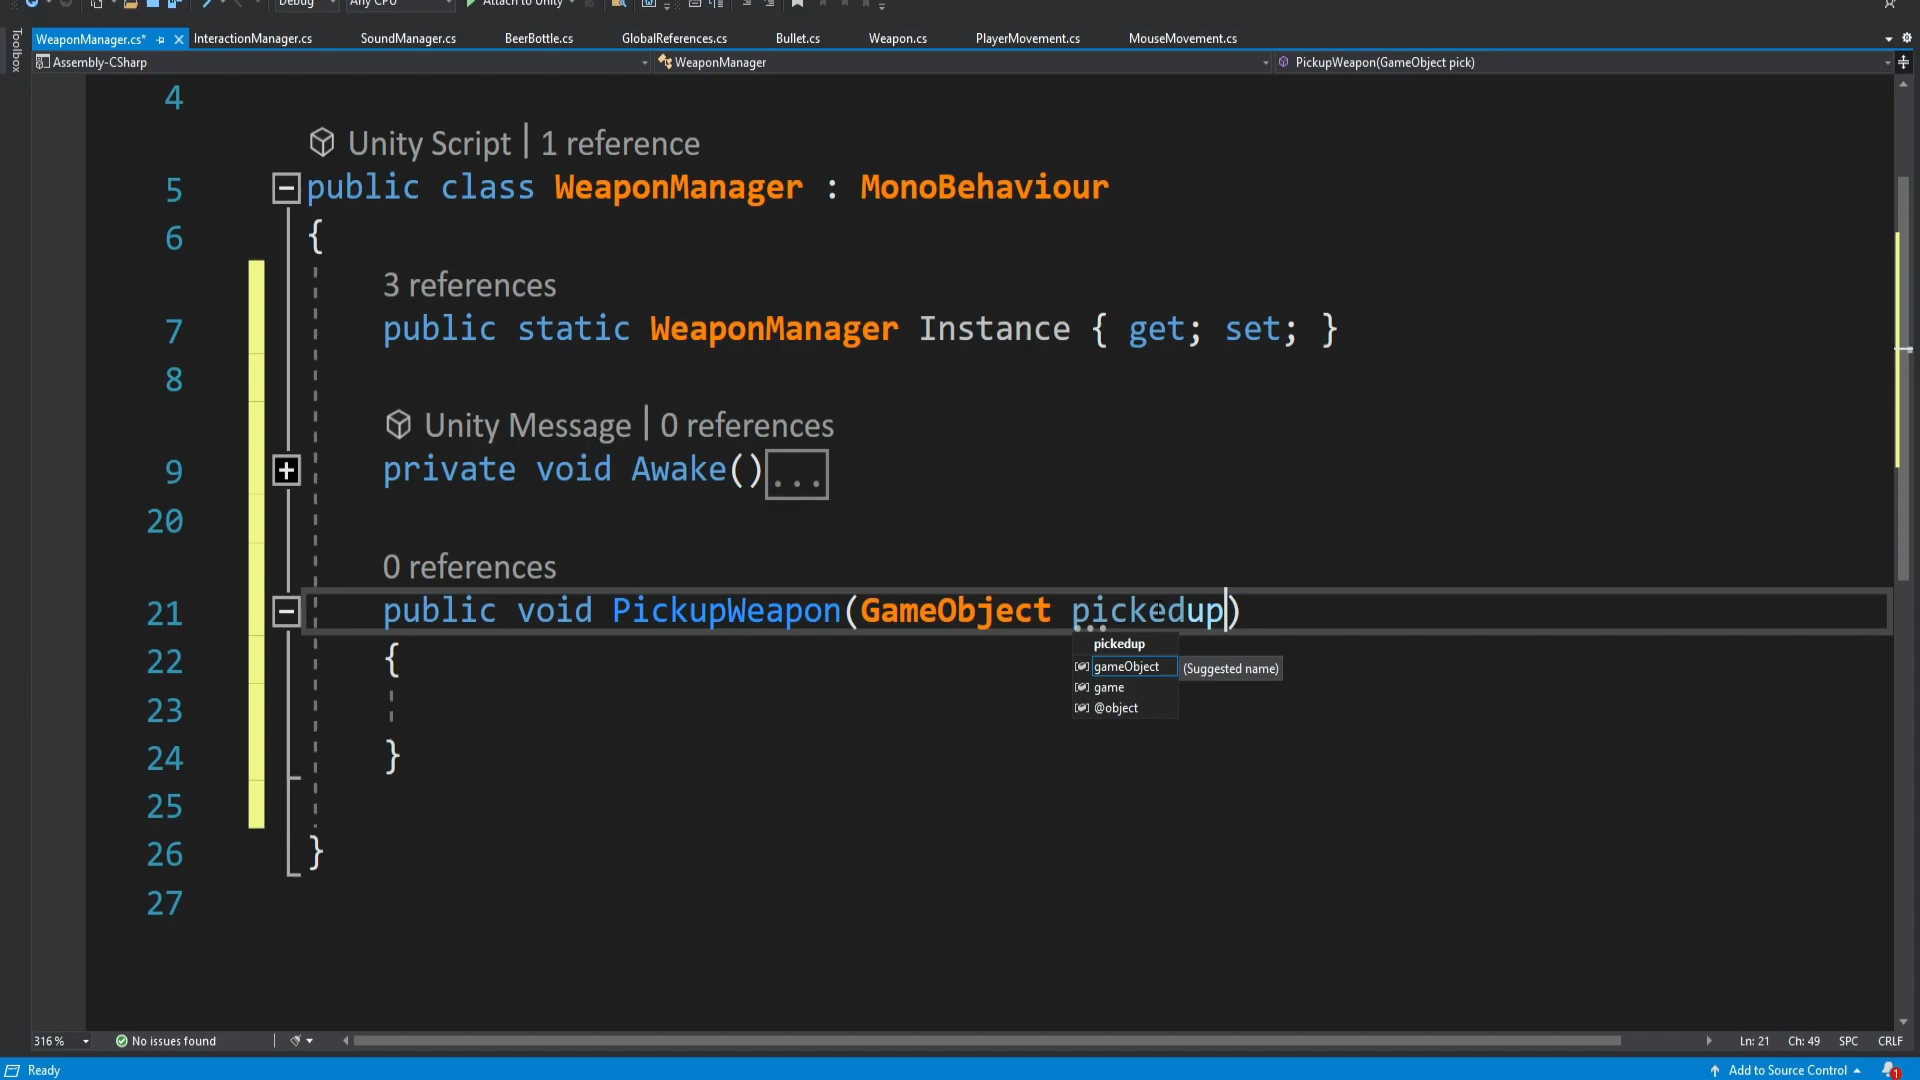 Debug Any CPU Attach to Unity
Toolbox
WeaponManager.cs* InteractionManager.cs SoundManager.cs BeerBottle.cs GlobalReferences.cs Bullet.cs Weapon.cs PlayerMovement.cs MouseMovement.cs
Assembly-CSharp WeaponManager PickupWeapon(GameObject pick)
4
Unity Script | 1 reference
5 public class WeaponManager : MonoBehaviour
6 {
3 references
7 public static WeaponManager Instance { get; set; }
8
Unity Message | 0 references
9 private void Awake()...
20
0 references
21 public void PickupWeapon(GameObject pickedup)
pickedup
gameObject (Suggested name)
game
@object
22 {
23
24 }
25
26 }
27
316 % No issues found Ln: 21 Ch: 49 SPC CRLF
Ready Add to Source Control 1